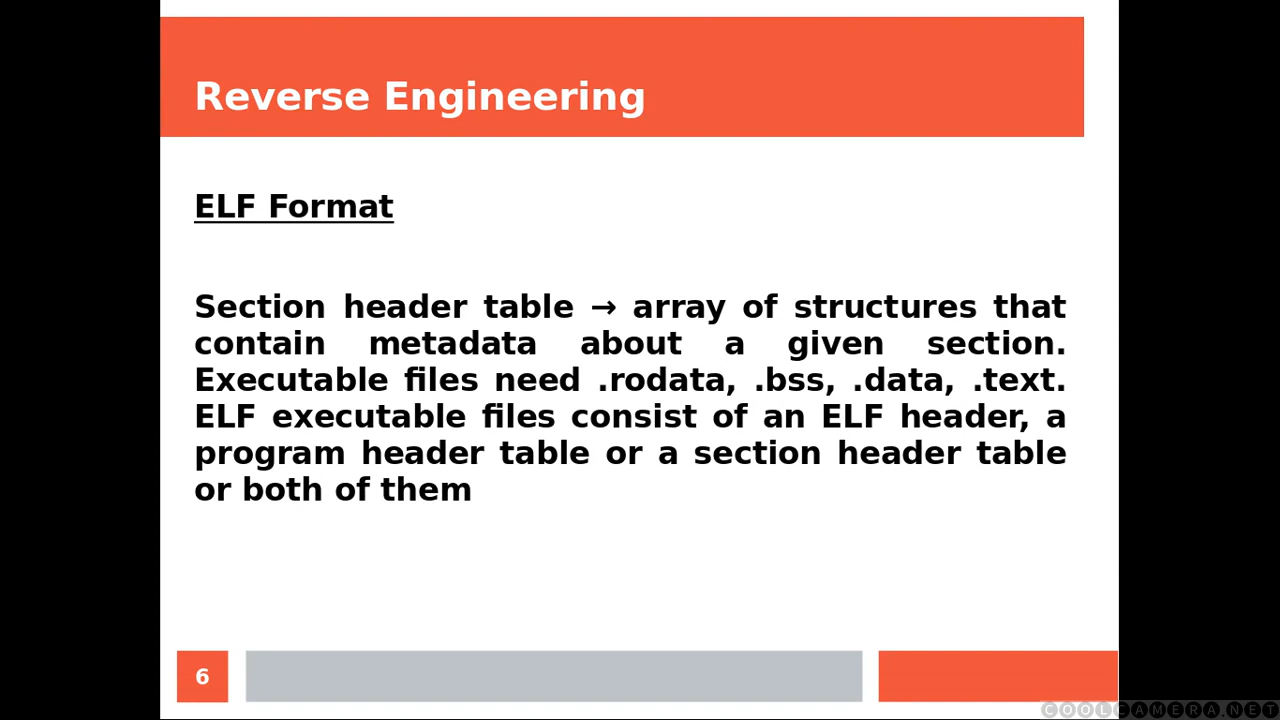 Reverse Engineering
ELF Format
Section header table → array of structures that
contain metadata about a given section.
Executable files need .rodata, .bss, .data, .text.
ELF executable files consist of an ELF header, a
program header table or a section header table
or both of them
6
COOLCAMERA.NET